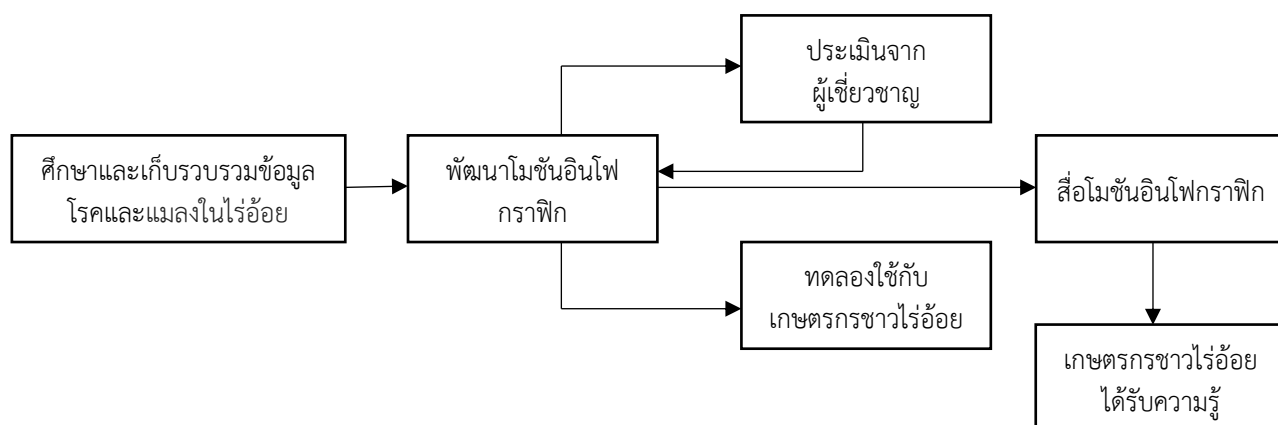 ประเมินจาก
ผู้เชี่ยวชาญ
ศึกษาและเก็บรวบรวมข้อมูล
โรคและแมลงในไร่อ้อย
พัฒนาโมชันอินโฟ
กราฟิก
สื่อโมชันอินโฟกราฟิก
ทดลองใช้กับ
เกษตรกรชาวไร่อ้อย
เกษตรกรชาวไร่อ้อย
ได้รับความรู้